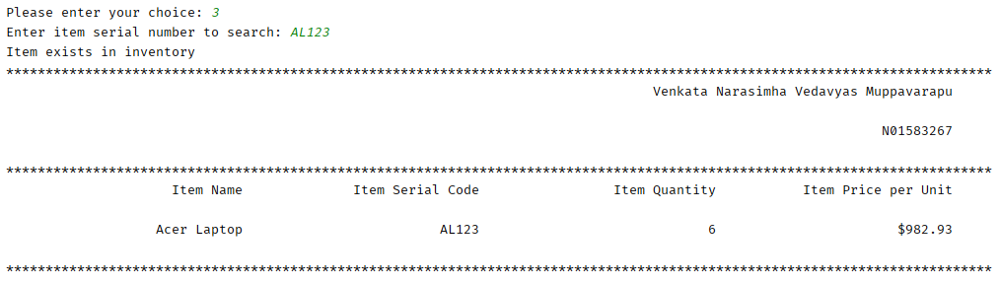 Please enter your choice: 3
Enter item serial number to search: AL123
Item exists in inventory
*****************************************************************************************************************************
Venkata Narasimha Vedavyas Muppavarapu
N01583267
*****************************************************************************************************************************
Item Name Item Serial Code Item Quantity Item Price per Unit
Acer Laptop AL123 6 $982.93
*****************************************************************************************************************************